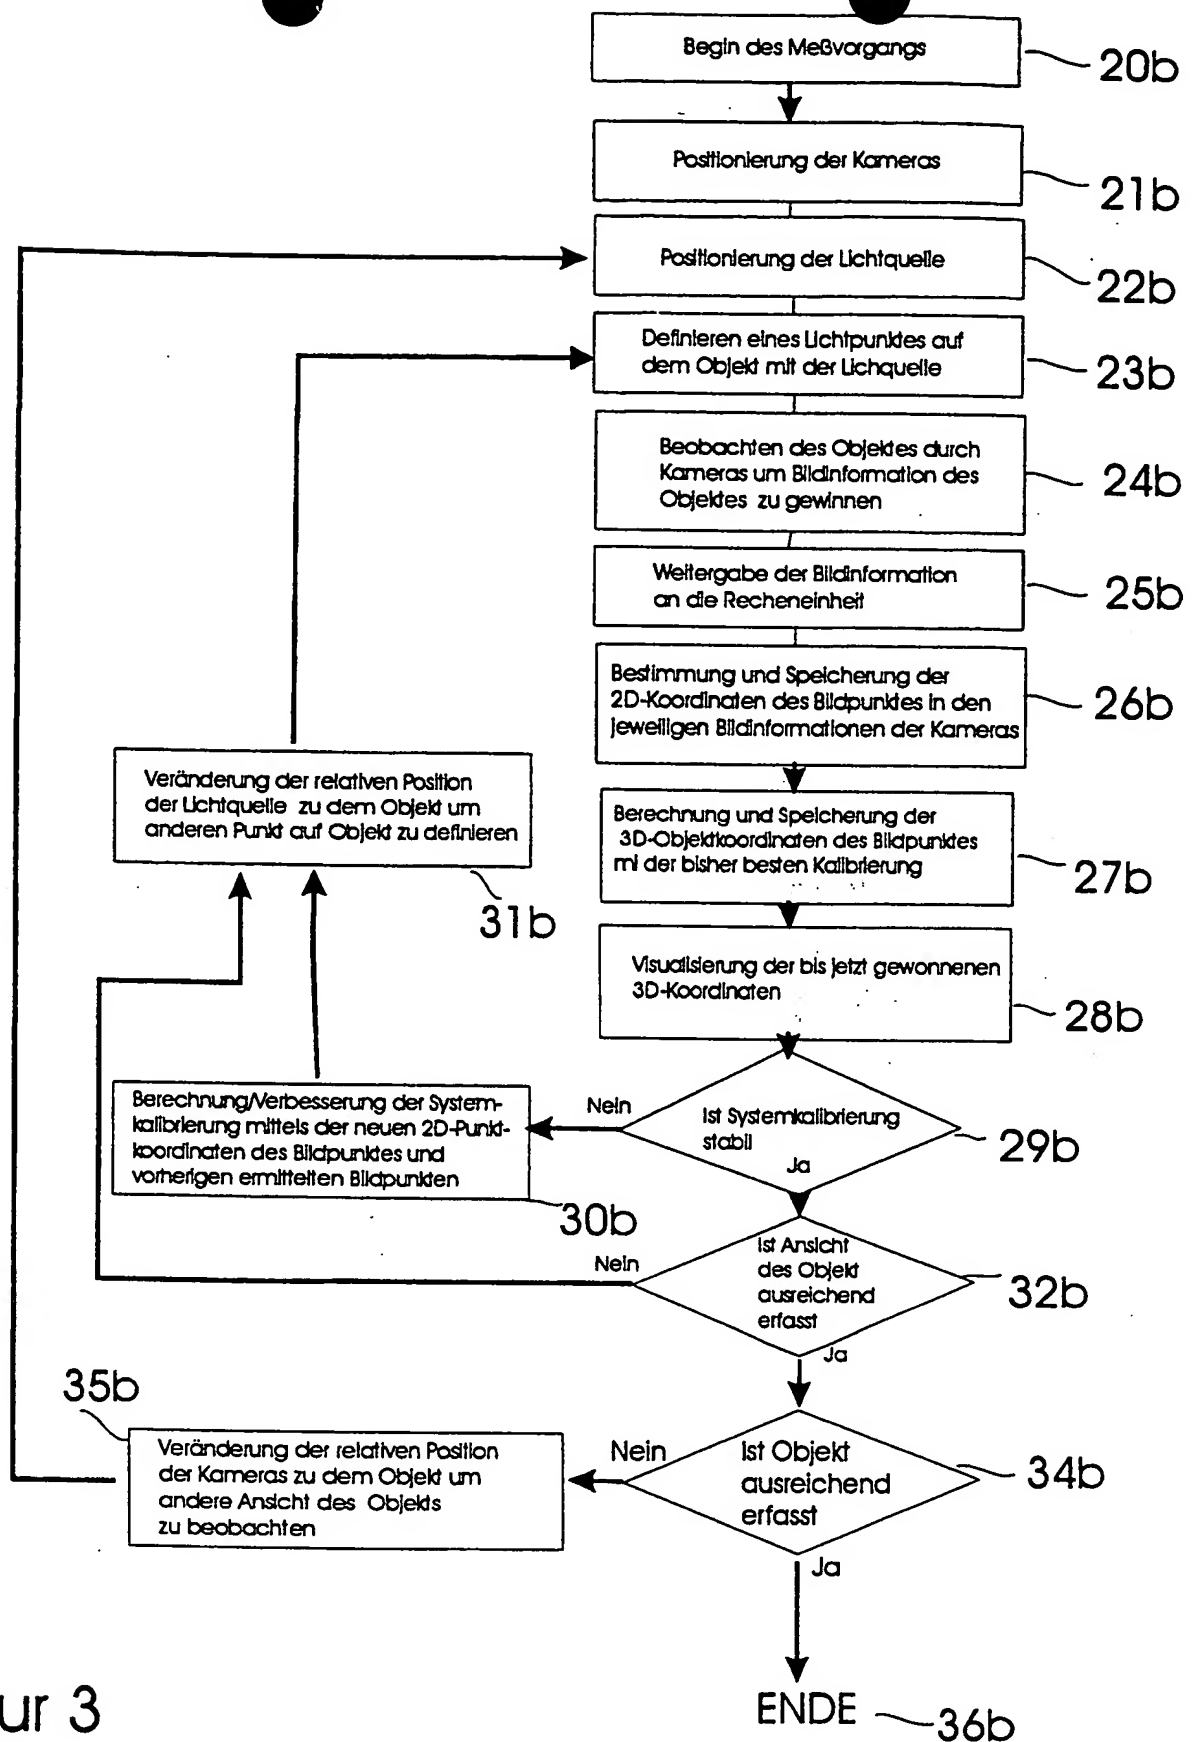 Begin des Meßvorgangs
20b
Positionierung der Kameras
21b
Positionierung der Lichtquelle
22b
Definieren eines Lichtpunktes auf
dem Objekt mit der Lichquelle
23b
Beobachten des Objektes durch
Kameras um Bildinformation des
Objektes zu gewinnen
24b
Weitergabe der Bildinformation
an die Recheneinheit
25b
Bestimmung und Speicherung der
2D-Koordinaten des Bildpunktes in den
jeweiligen Bildinformationen der Kameras
26b
Veränderung der relativen Position
der Lichtquelle zu dem Objekt um
anderen Punkt auf Objekt zu definieren
31b
Berechnung und Speicherung der
3D-Objektkoordinaten des Bildpunktes
mi der bisher besten Kalibrierung
27b
Visualisierung der bis jetzt gewonnenen
3D-Koordinaten
28b
Berechnung/Verbesserung der System-
kalibrierung mittels der neuen 2D-Punkt-
koordinaten des Bildpunktes und
vorherigen ermittelten Bildpunkten
30b
Nein
Ist Systemkalibrierung
stabil
Ja
29b
Nein
Ist Ansicht
des Objekt
ausreichend
erfasst
Ja
32b
35b
Veränderung der relativen Position
der Kameras zu dem Objekt um
andere Ansicht des Objekts
zu beobachten
Nein
Ist Objekt
ausreichend
erfasst
Ja
34b
ENDE
36b
ur 3